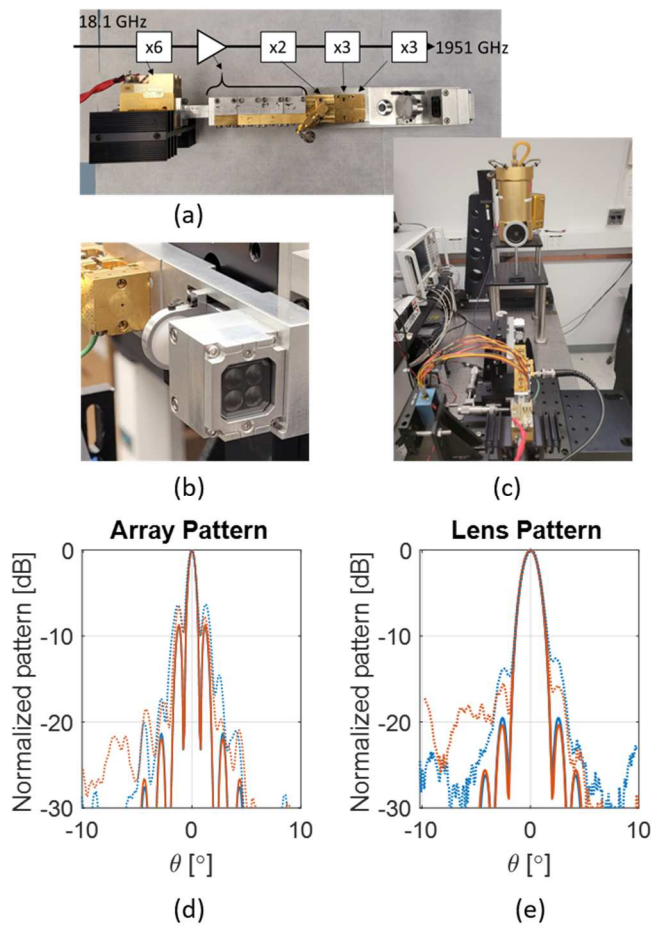 18.1 GHz
x6
x2
x3
x3
1951 GHz
(a)
(b)
(c)
Array Pattern
Normalized pattern [dB]
0
-10
-20
-30
-10
0
10
θ [°]
(d)
Lens Pattern
Normalized pattern [dB]
0
-10
-20
-30
-10
0
10
θ [°]
(e)